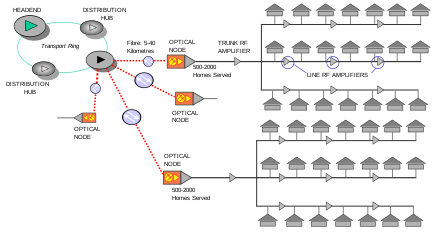 HEADEND
DISTRIBUTION
HUB
Transport Ring
DISTRIBUTION
HUB
Fibre: 5-40
Kilometres
OPTICAL
NODE
500-2000
Homes Served
TRUNK RF
AMPLIFIER
LINE RF AMPLIFIERS
OPTICAL
NODE
OPTICAL
NODE
OPTICAL
NODE
500-2000
Homes Served